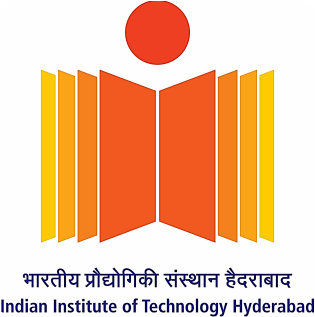 भारतीय प्रौद्योगिकी संस्थान हैदराबाद
Indian Institute of Technology Hyderabad